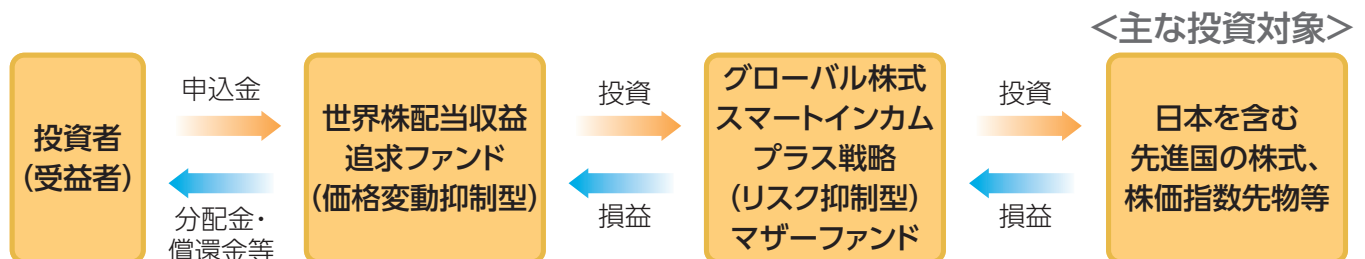 ＜主な投資対象＞
投資者
（受益者）
申込金
分配金・
償還金等
世界株配当収益
追求ファンド
（価格変動抑制型）
投資
損益
グローバル株式
スマートインカム
プラス戦略
（リスク抑制型）
マザーファンド
投資
損益
日本を含む
先進国の株式、
株価指数先物等